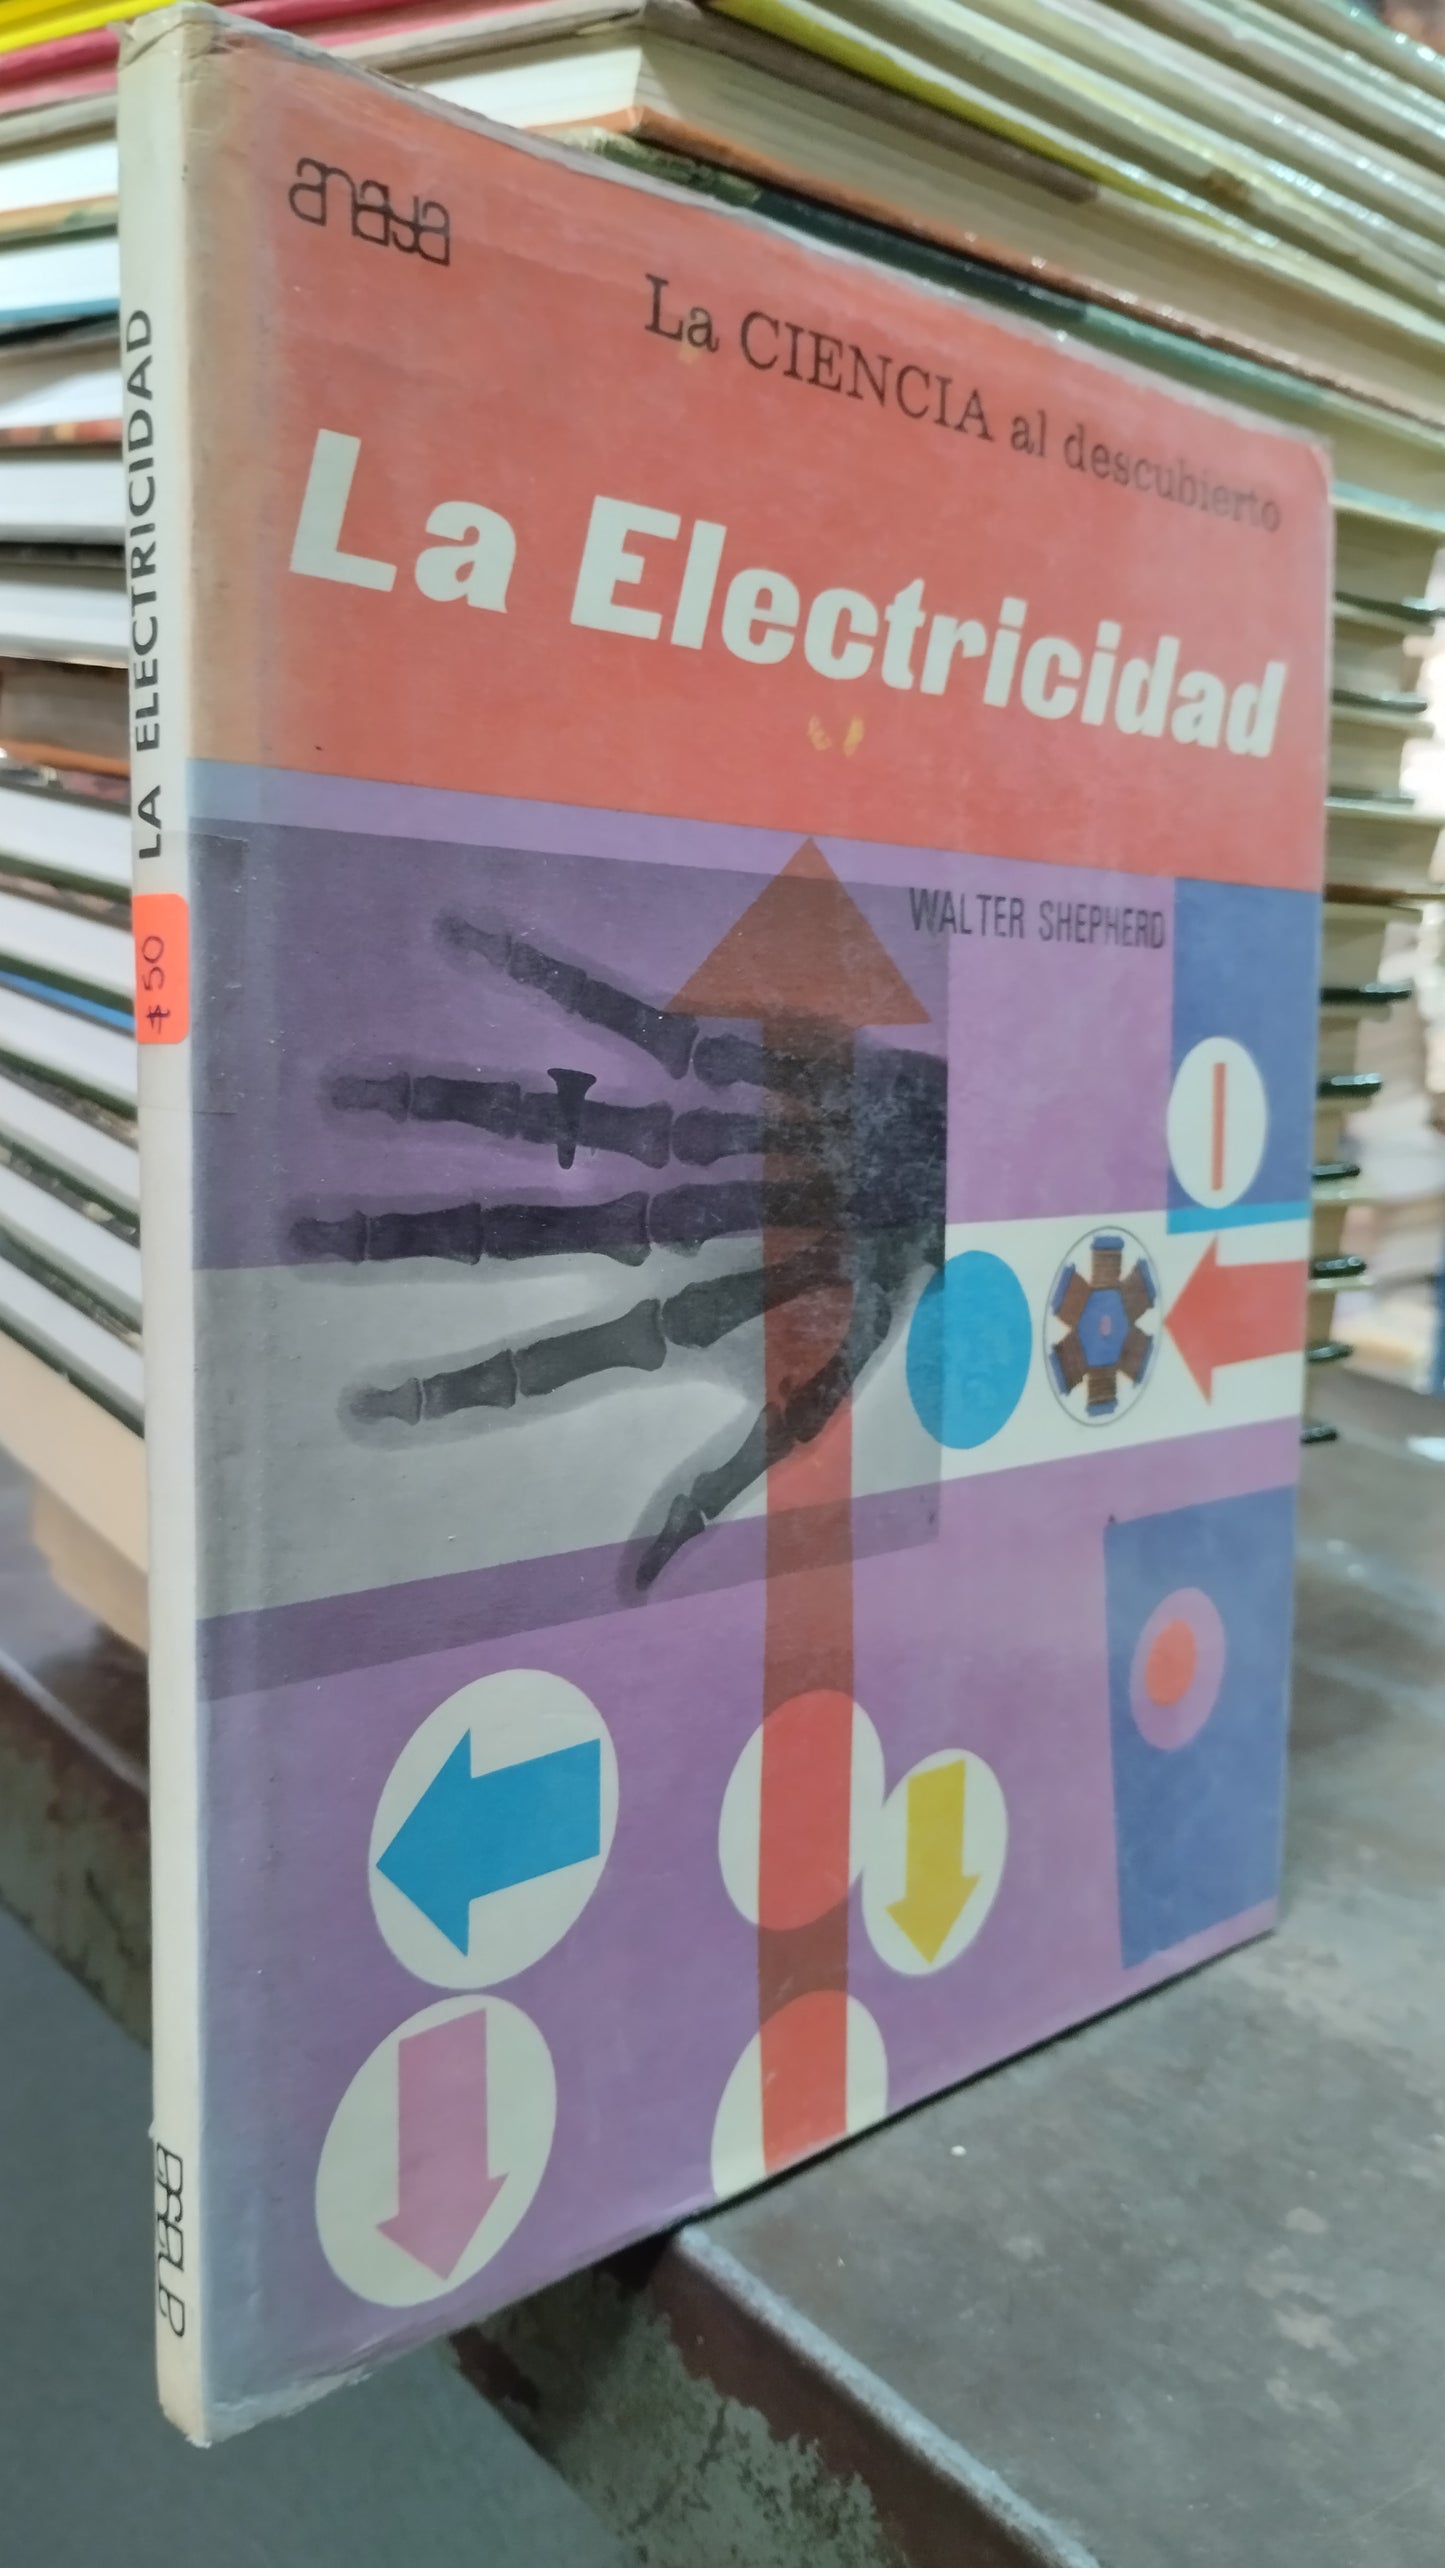 anaya
La CIENCIA al descubierto
La Electricidad
WALTER SHEPHERD
LA ELECTRICIDAD
$50
anaya